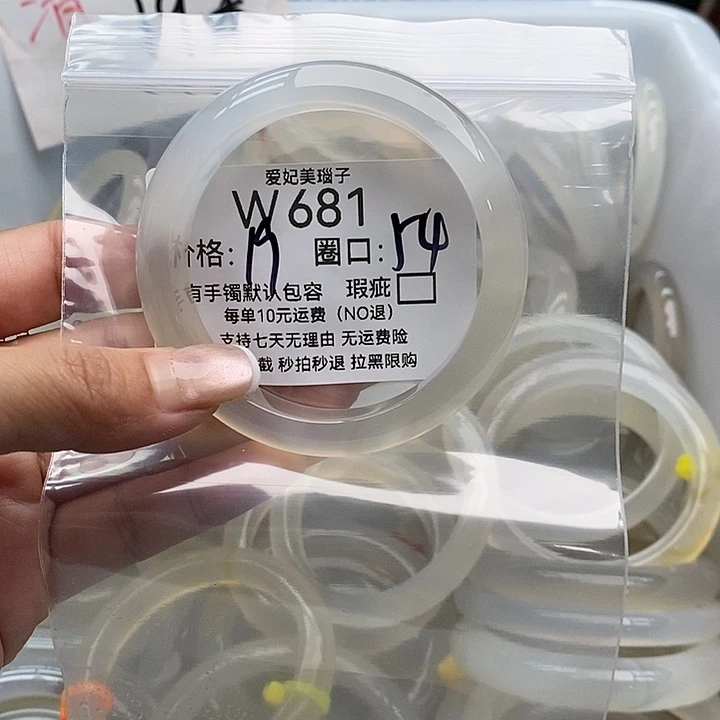 爱妃美瑙子
W681
价格: 圈口:54
有手镯默认包容 瑕疵
每单10元运费（NO退）
支持七天无理由 无运费险
截 秒拍秒退 拉黑限购